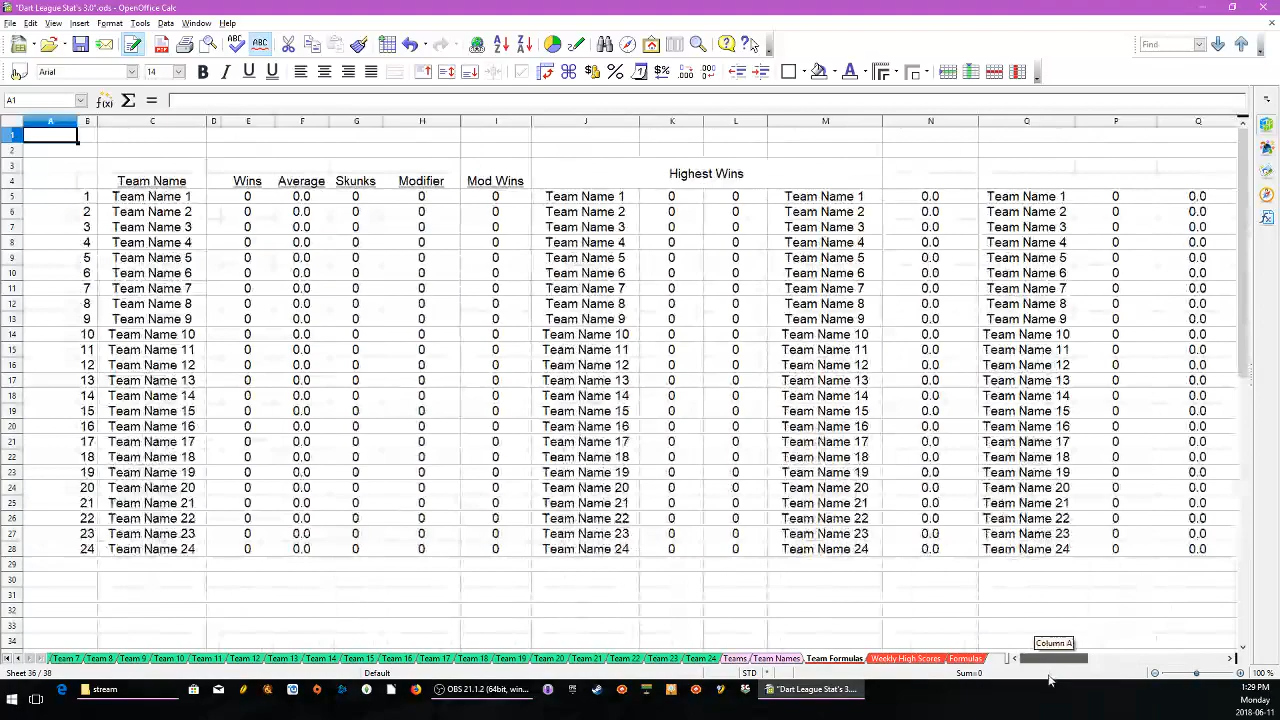 "Dart League Stat's 3.0".ods - OpenOffice Calc
File Edit View Insert Format Tools Data Window Help
Find
Arial 14
A1
A B C D E F G H I J K L M N O P Q
1
2
3 Highest Wins
4 Team Name Wins Average Skunks Modifier Mod Wins
5 1 Team Name 1 0 0.0 0 0 0 Team Name 1 0 0 Team Name 1 0.0 Team Name 1 0 0.0
6 2 Team Name 2 0 0.0 0 0 0 Team Name 2 0 0 Team Name 2 0.0 Team Name 2 0 0.0
7 3 Team Name 3 0 0.0 0 0 0 Team Name 3 0 0 Team Name 3 0.0 Team Name 3 0 0.0
8 4 Team Name 4 0 0.0 0 0 0 Team Name 4 0 0 Team Name 4 0.0 Team Name 4 0 0.0
9 5 Team Name 5 0 0.0 0 0 0 Team Name 5 0 0 Team Name 5 0.0 Team Name 5 0 0.0
10 6 Team Name 6 0 0.0 0 0 0 Team Name 6 0 0 Team Name 6 0.0 Team Name 6 0 0.0
11 7 Team Name 7 0 0.0 0 0 0 Team Name 7 0 0 Team Name 7 0.0 Team Name 7 0 0.0
12 8 Team Name 8 0 0.0 0 0 0 Team Name 8 0 0 Team Name 8 0.0 Team Name 8 0 0.0
13 9 Team Name 9 0 0.0 0 0 0 Team Name 9 0 0 Team Name 9 0.0 Team Name 9 0 0.0
14 10 Team Name 10 0 0.0 0 0 0 Team Name 10 0 0 Team Name 10 0.0 Team Name 10 0 0.0
15 11 Team Name 11 0 0.0 0 0 0 Team Name 11 0 0 Team Name 11 0.0 Team Name 11 0 0.0
16 12 Team Name 12 0 0.0 0 0 0 Team Name 12 0 0 Team Name 12 0.0 Team Name 12 0 0.0
17 13 Team Name 13 0 0.0 0 0 0 Team Name 13 0 0 Team Name 13 0.0 Team Name 13 0 0.0
18 14 Team Name 14 0 0.0 0 0 0 Team Name 14 0 0 Team Name 14 0.0 Team Name 14 0 0.0
19 15 Team Name 15 0 0.0 0 0 0 Team Name 15 0 0 Team Name 15 0.0 Team Name 15 0 0.0
20 16 Team Name 16 0 0.0 0 0 0 Team Name 16 0 0 Team Name 16 0.0 Team Name 16 0 0.0
21 17 Team Name 17 0 0.0 0 0 0 Team Name 17 0 0 Team Name 17 0.0 Team Name 17 0 0.0
22 18 Team Name 18 0 0.0 0 0 0 Team Name 18 0 0 Team Name 18 0.0 Team Name 18 0 0.0
23 19 Team Name 19 0 0.0 0 0 0 Team Name 19 0 0 Team Name 19 0.0 Team Name 19 0 0.0
24 20 Team Name 20 0 0.0 0 0 0 Team Name 20 0 0 Team Name 20 0.0 Team Name 20 0 0.0
25 21 Team Name 21 0 0.0 0 0 0 Team Name 21 0 0 Team Name 21 0.0 Team Name 21 0 0.0
26 22 Team Name 22 0 0.0 0 0 0 Team Name 22 0 0 Team Name 22 0.0 Team Name 22 0 0.0
27 23 Team Name 23 0 0.0 0 0 0 Team Name 23 0 0 Team Name 23 0.0 Team Name 23 0 0.0
28 24 Team Name 24 0 0.0 0 0 0 Team Name 24 0 0 Team Name 24 0.0 Team Name 24 0 0.0
29
30
31
32
33
34
Column A
Team 7 Team 8 Team 9 Team 10 Team 11 Team 12 Team 13 Team 14 Team 15 Team 16 Team 17 Team 18 Team 19 Team 20 Team 21 Team 22 Team 23 Team 24 Teams Team Names Team Formulas Weekly High Scores Formulas
Sheet 36 / 38 Default STD Sum=0 100 %
stream OBS 21.1.2 (64bit, win... "Dart League Stat's 3....
1:29 PM
Monday
2018-06-11